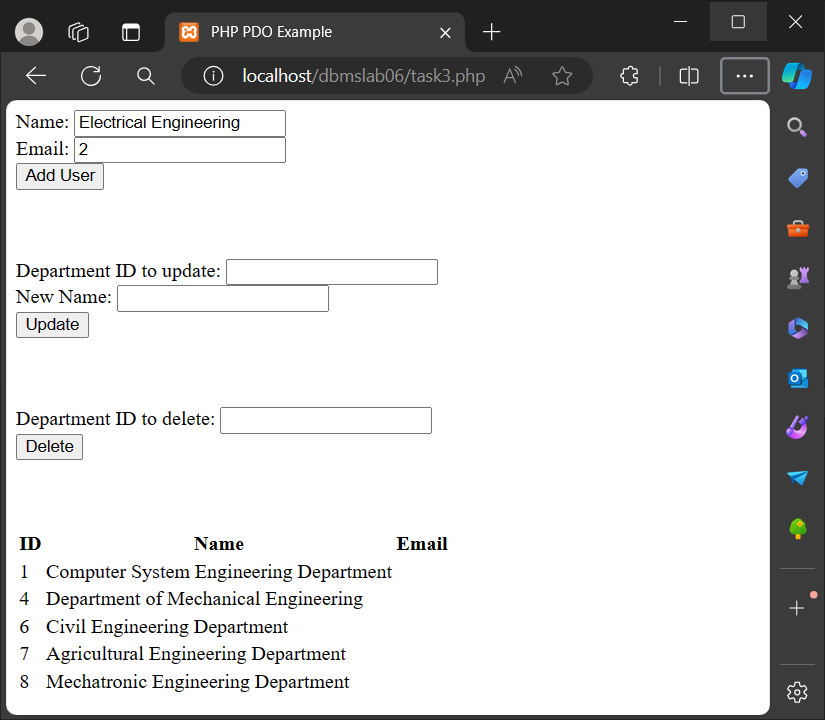 PHP PDO Example
localhost/dbmslab06/task3.php
Name: Electrical Engineering
Email: 2
Add User
Department ID to update:
New Name:
Update
Department ID to delete:
Delete
ID Name Email
1 Computer System Engineering Department
4 Department of Mechanical Engineering
6 Civil Engineering Department
7 Agricultural Engineering Department
8 Mechatronic Engineering Department